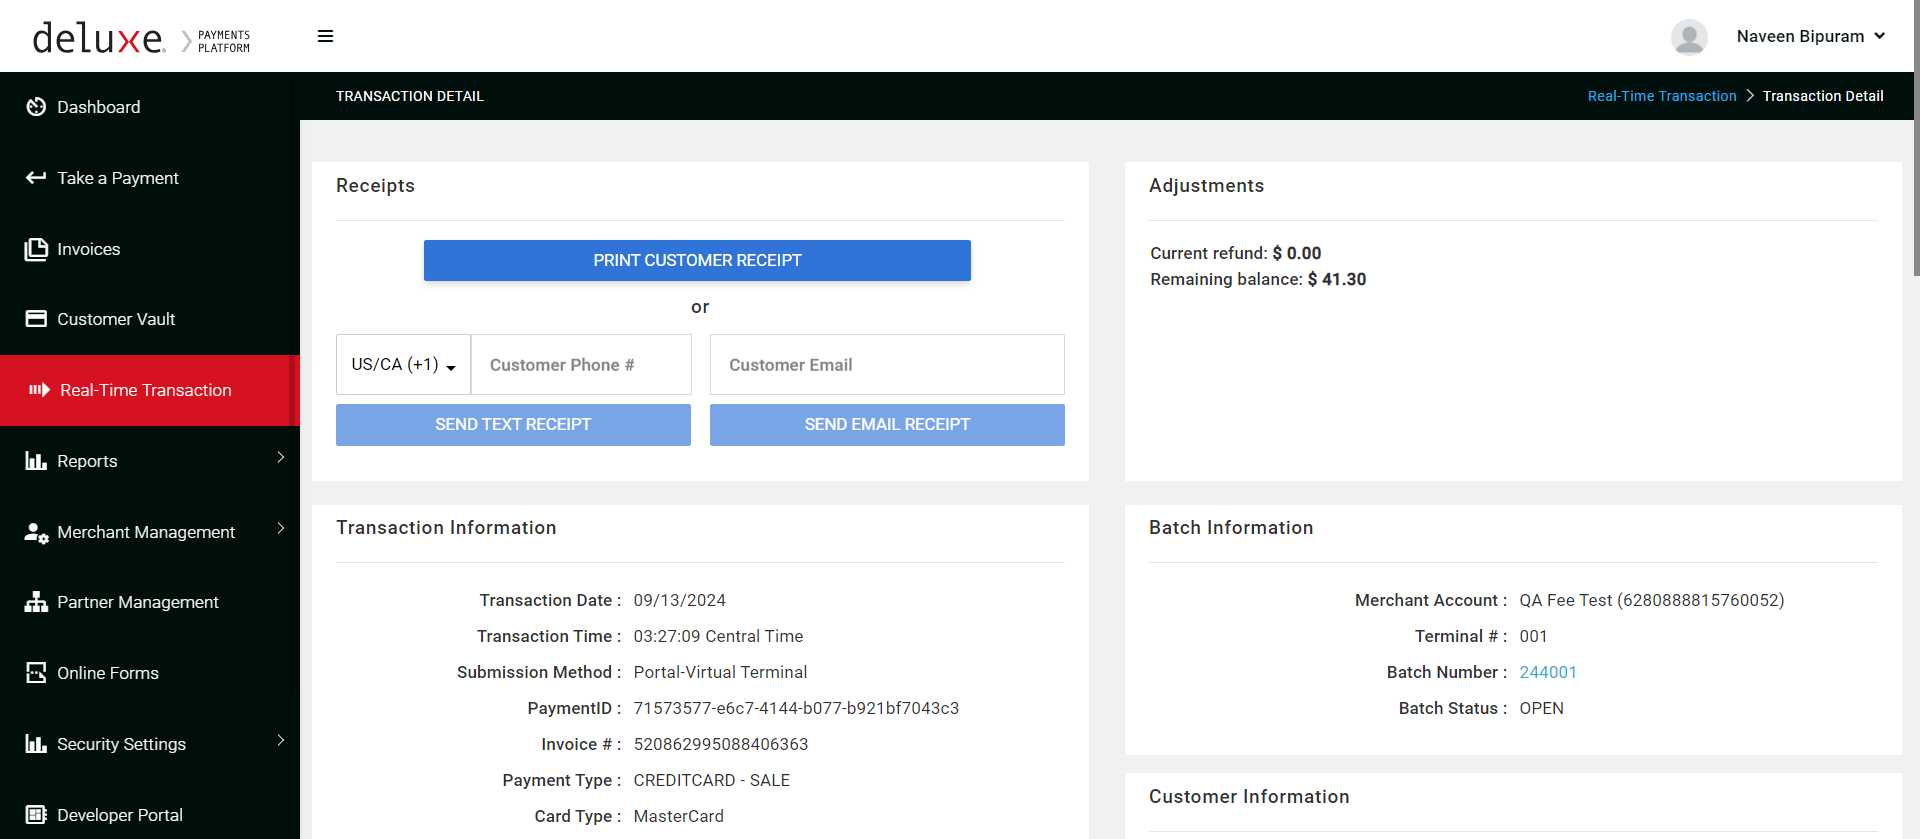 deluxe.
PAYMENTS
PLATFORM
Naveen Bipuram
Dashboard
Take a Payment
Invoices
Customer Vault
Real-Time Transaction
Reports
Merchant Management
Partner Management
Online Forms
Security Settings
Developer Portal
TRANSACTION DETAIL
Real-Time Transaction > Transaction Detail
Receipts
PRINT CUSTOMER RECEIPT
or
US/CA (+1) Customer Phone # Customer Email
SEND TEXT RECEIPT SEND EMAIL RECEIPT
Adjustments
Current refund: $ 0.00
Remaining balance: $ 41.30
Transaction Information
Transaction Date : 09/13/2024
Transaction Time : 03:27:09 Central Time
Submission Method : Portal-Virtual Terminal
PaymentID : 71573577-e6c7-4144-b077-b921bf7043c3
Invoice # : 520862995088406363
Payment Type : CREDITCARD - SALE
Card Type : MasterCard
Batch Information
Merchant Account : QA Fee Test (6280888815760052)
Terminal # : 001
Batch Number : 244001
Batch Status : OPEN
Customer Information